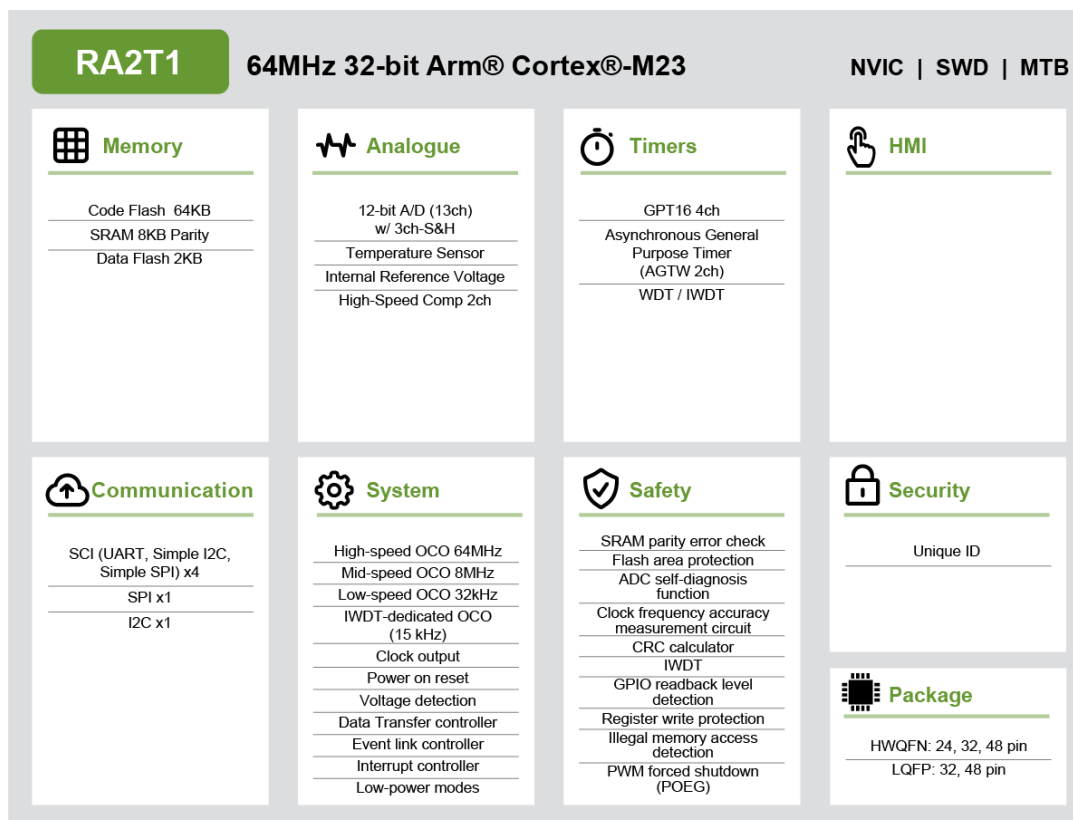 RA2T1
64MHz 32-bit Arm® Cortex®-M23
NVIC | SWD | MTB
Memory
Code Flash 64KB
SRAM 8KB Parity
Data Flash 2KB
Analogue
12-bit A/D (13ch)
w/ 3ch-S&H
Temperature Sensor
Internal Reference Voltage
High-Speed Comp 2ch
Timers
GPT16 4ch
Asynchronous General
Purpose Timer
(AGTW 2ch)
WDT / IWDT
HMI
Communication
SCI (UART, Simple I2C,
Simple SPI) x4
SPI x1
I2C x1
System
High-speed OCO 64MHz
Mid-speed OCO 8MHz
Low-speed OCO 32kHz
IWDT-dedicated OCO
(15 kHz)
Clock output
Power on reset
Voltage detection
Data Transfer controller
Event link controller
Interrupt controller
Low-power modes
Safety
SRAM parity error check
Flash area protection
ADC self-diagnosis
function
Clock frequency accuracy
measurement circuit
CRC calculator
IWDT
GPIO readback level
detection
Register write protection
Illegal memory access
detection
PWM forced shutdown
(POEG)
Security
Unique ID
Package
HWQFN: 24, 32, 48 pin
LQFP: 32, 48 pin